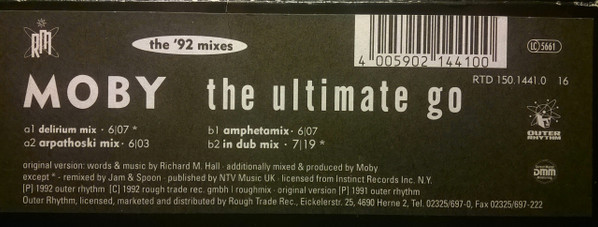 RM
the '92 mixes
LC 5661
4 005902 144100
RTD 150.1441.0 16
MOBY the ultimate go
a1 delirium mix · 6|07 *
a2 arpathoski mix · 6|03
b1 amphetamix · 6|07
b2 in dub mix · 7|19 *
OUTER
RHYTHM
original version: words & music by Richard M. Hall · additionally mixed & produced by Moby
except * - remixed by Jam & Spoon · published by NTV Music UK · licensed from Instinct Records Inc. N.Y.
[P] 1992 outer rhythm [C] 1992 rough trade rec. gmbh | roughmix · original version [P] 1991 outer rhythm
Outer Rhythm, licensed, marketed and distributed by Rough Trade Rec., Eickelerstr. 25, 4690 Herne 2, Tel. 02325/697-0, Fax 02325/697-222
DMM